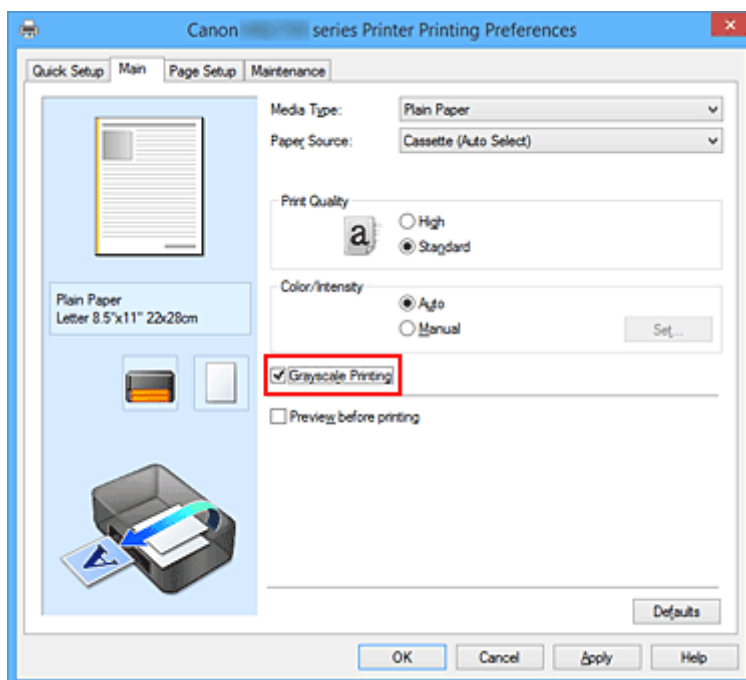 Canon series Printer Printing Preferences
Quick Setup Main Page Setup Maintenance
Media Type: Plain Paper
Paper Source: Cassette (Auto Select)
Print Quality
a
High
Standard
Plain Paper
Letter 8.5"x11" 22x28cm
Color/Intensity
Auto
Manual
Set...
Grayscale Printing
Preview before printing
A
Defaults
OK Cancel Apply Help